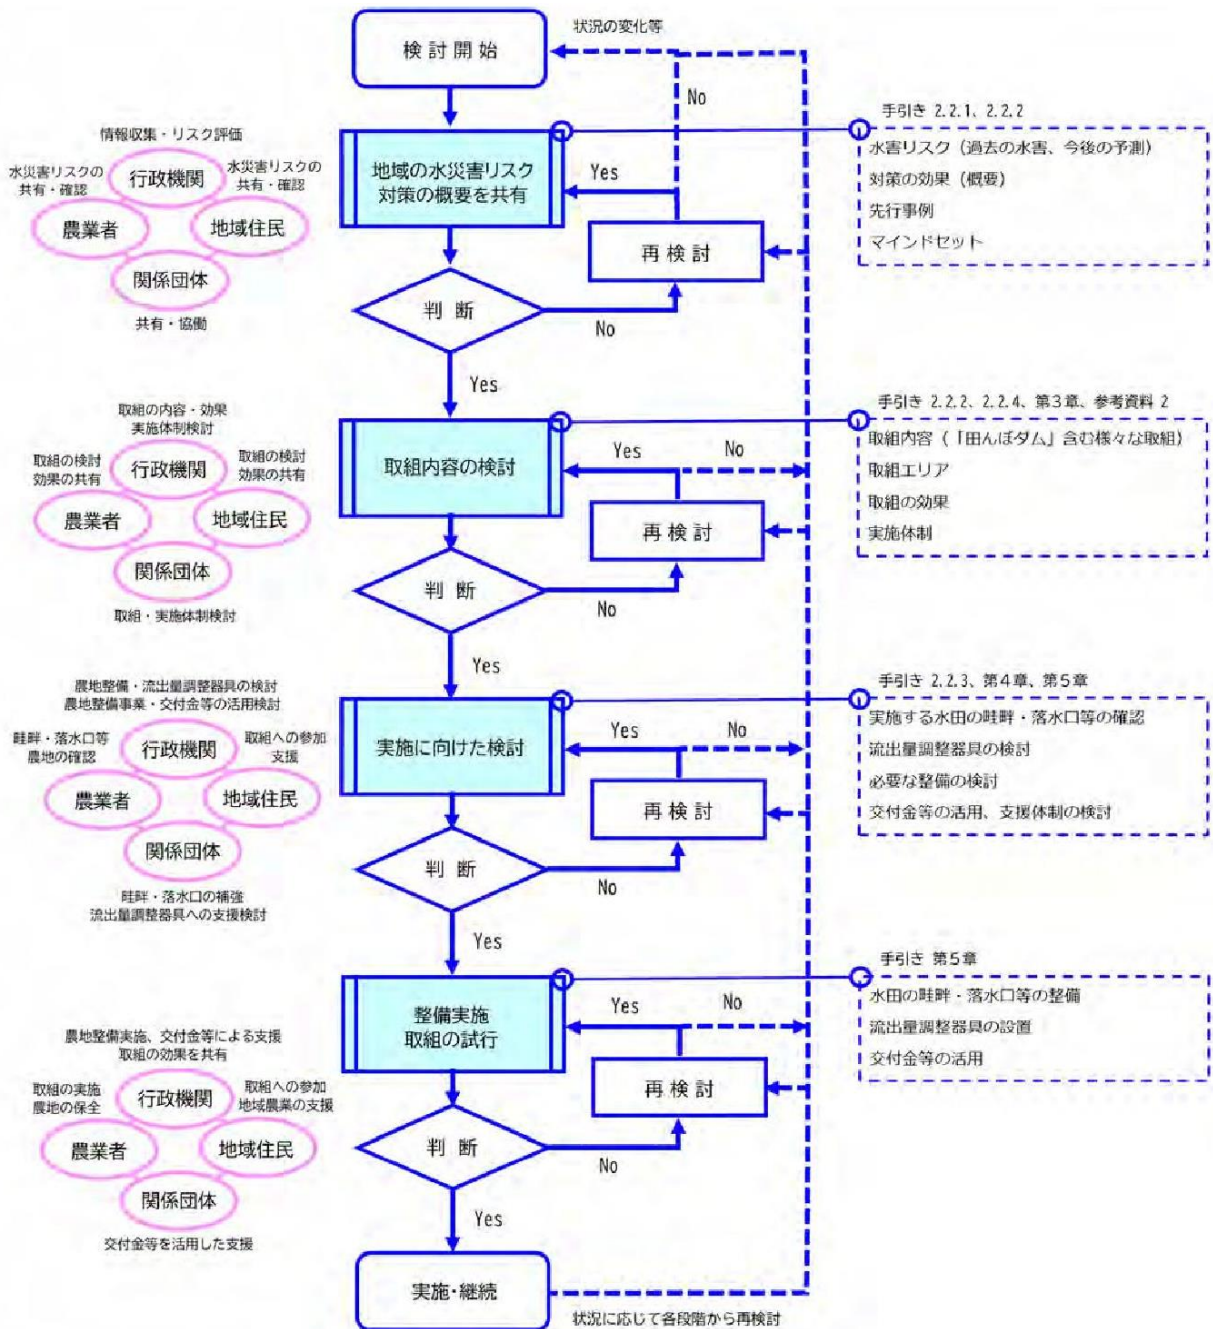 状況の変化等
検討開始
No
手引き 2.2.1、2.2.2
情報収集・リスク評価
水災害リスクの
共有・確認
行政機関
水災害リスクの
共有・確認
農業者
地域住民
関係団体
共有・協働
地域の水災害リスク
対策の概要を共有
Yes
再検討
水害リスク（過去の水害、今後の予測）
対策の効果（概要）
先行事例
マインドセット
判断
No
Yes
手引き 2.2.2、2.2.4、第3章、参考資料 2
取組の内容・効果
実施体制検討
取組の検討
効果の共有
行政機関
取組の検討
効果の共有
農業者
地域住民
関係団体
取組・実施体制検討
取組内容の検討
Yes
No
再検討
取組内容（「田んぼダム」含む様々な取組）
取組エリア
取組の効果
実施体制
判断
No
Yes
手引き 2.2.3、第4章、第5章
農地整備・流出量調整器具の検討
農地整備事業・交付金等の活用検討
畦畔・落水口等
農地の確認
行政機関
取組への参加
支援
農業者
地域住民
関係団体
畦畔・落水口の補強
流出量調整器具への支援検討
実施に向けた検討
Yes
No
再検討
実施する水田の畦畔・落水口等の確認
流出量調整器具の検討
必要な整備の検討
交付金等の活用、支援体制の検討
判断
No
Yes
手引き 第5章
農地整備実施、交付金等による支援
取組の効果を共有
取組の実施
農地の保全
行政機関
取組への参加
地域農業の支援
農業者
地域住民
関係団体
交付金等を活用した支援
整備実施
取組の試行
Yes
No
再検討
水田の畦畔・落水口等の整備
流出量調整器具の設置
交付金等の活用
判断
No
Yes
実施・継続
状況に応じて各段階から再検討